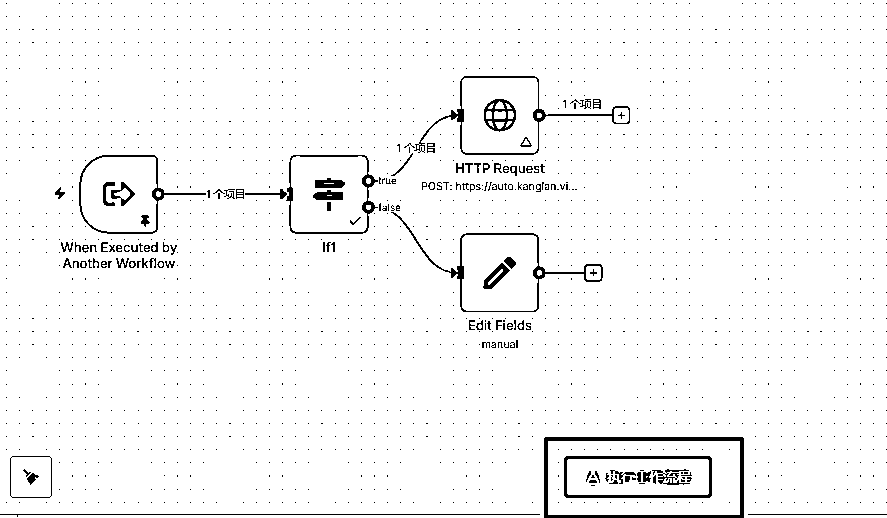 1个项目
HTTP Request
POST: https://auto.kangfan.vi...
1个项目
true
false
1个项目
When Executed by
Another Workflow
If1
Edit Fields
manual
执行工作流程